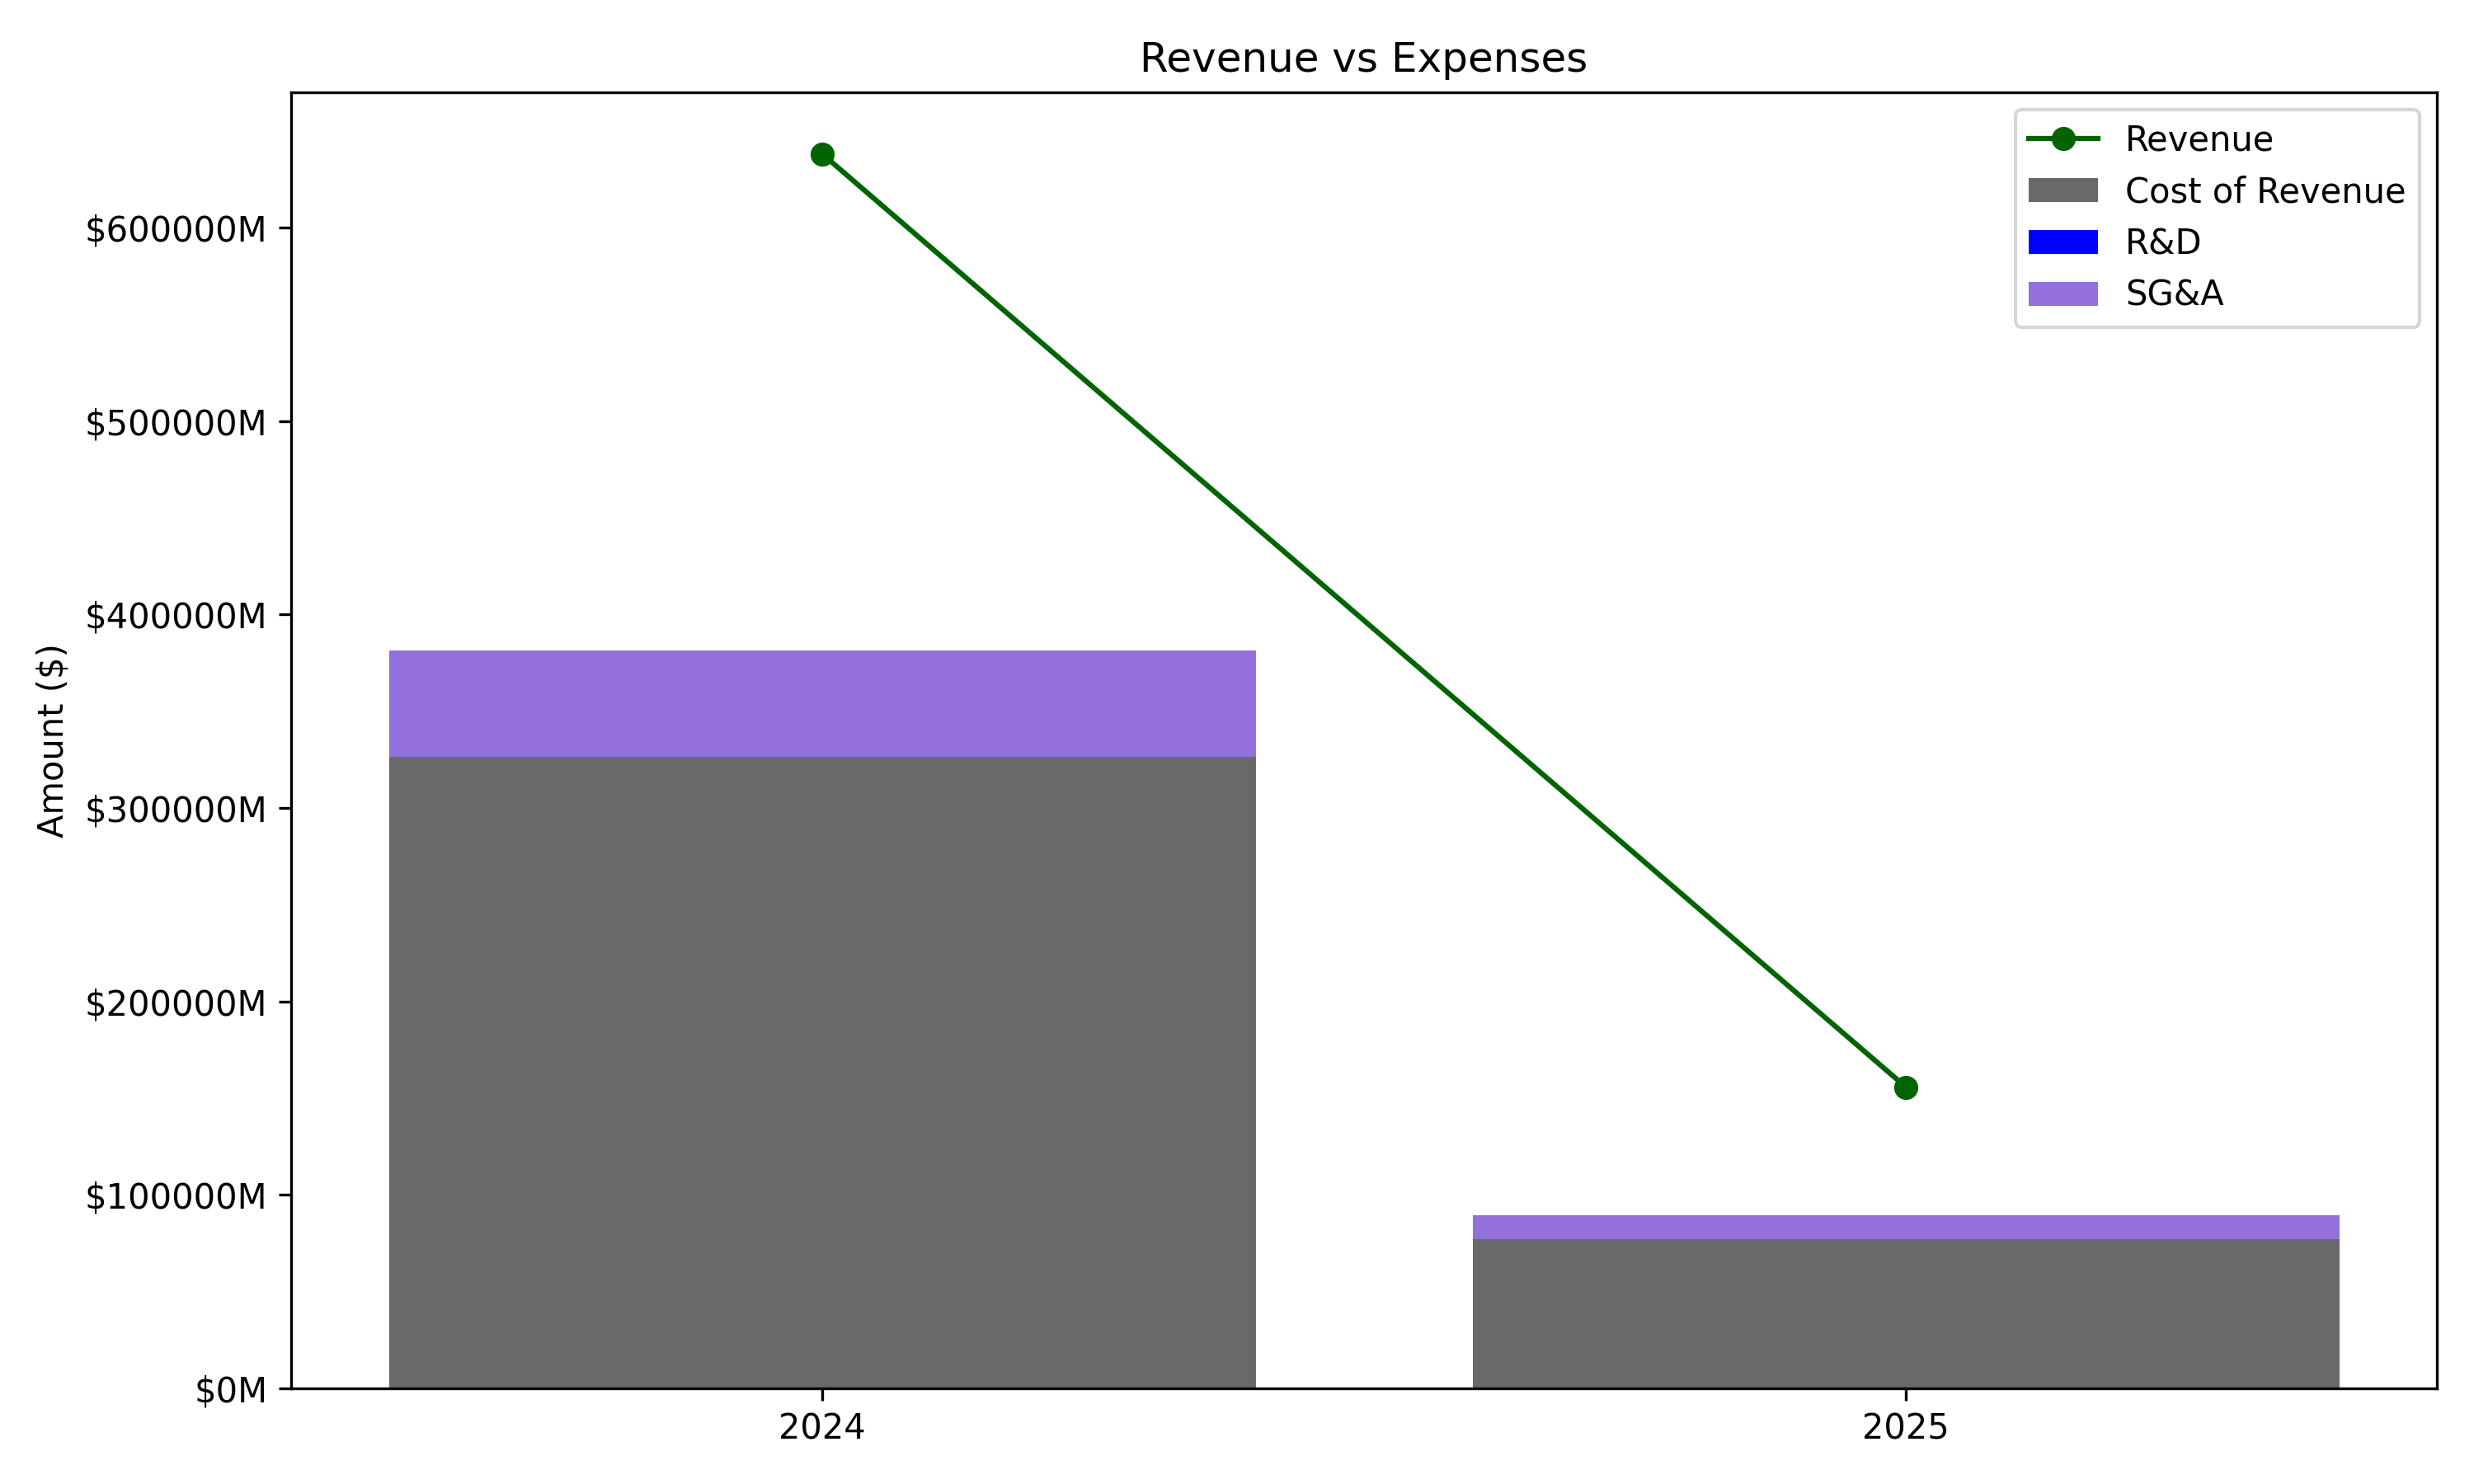 Revenue vs Expenses
Revenue
Cost of Revenue
R&D
SG&A
Amount ($)
$600000M
$500000M
$400000M
$300000M
$200000M
$100000M
$0M
2024
2025